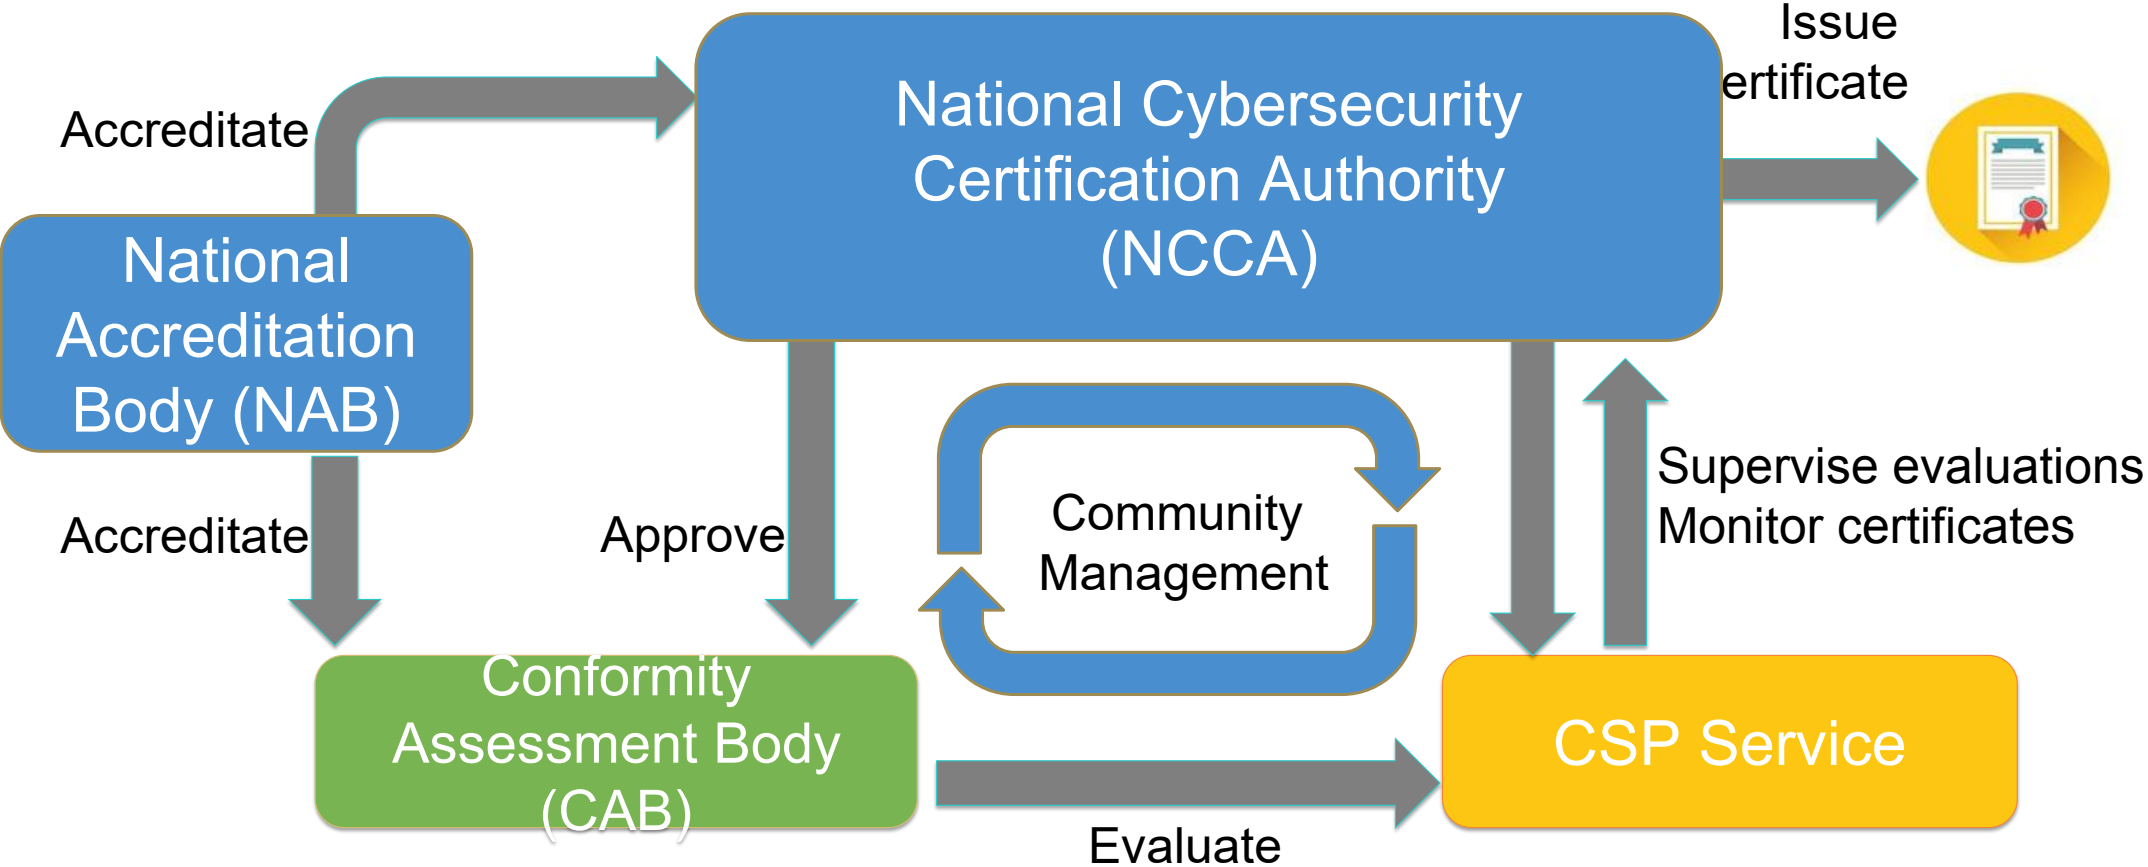 Issue
ertificate
National Cybersecurity
Certification Authority
(NCCA)
Accreditate
National
Accreditation
Body (NAB)
Accreditate
Approve
Community
Management
Supervise evaluations
Monitor certificates
Conformity
Assessment Body
(CAB)
CSP Service
Evaluate